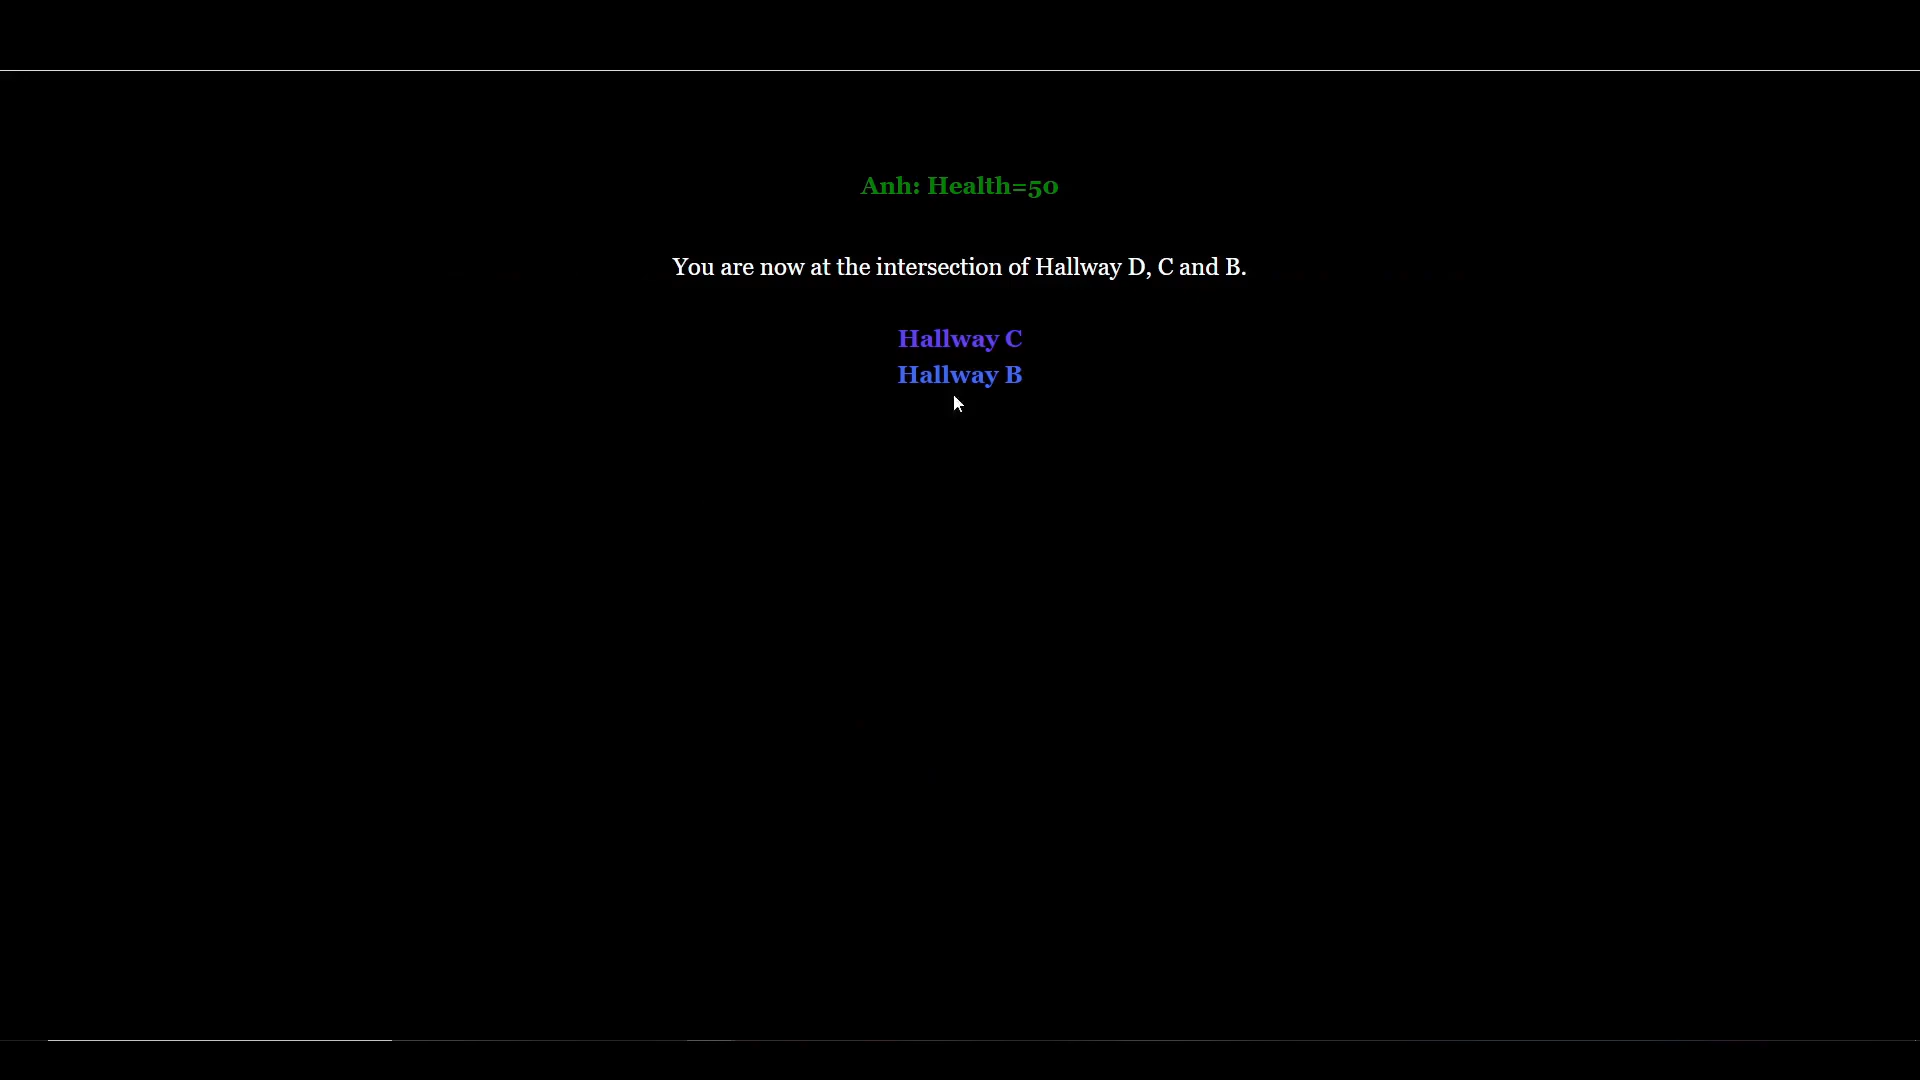 Anh: Health=50
You are now at the intersection of Hallway D, C and B.
Hallway C
Hallway B